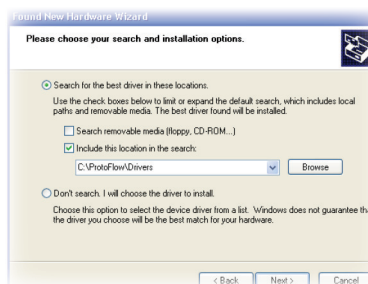 Found New Hardware Wizard
Please choose your search and installation options.
Search for the best driver in these locations.
Use the check boxes below to limit or expand the default search, which includes local
paths and removable media. The best driver found will be installed.
Search removable media (floppy, CD-ROM...)
Include this location in the search:
C:\ProtoFlow\Drivers
Browse
Don't search. I will choose the driver to install.
Choose this option to select the device driver from a list. Windows does not guarantee th
the driver you choose will be the best match for your hardware.
< Back
Next >
Cancel